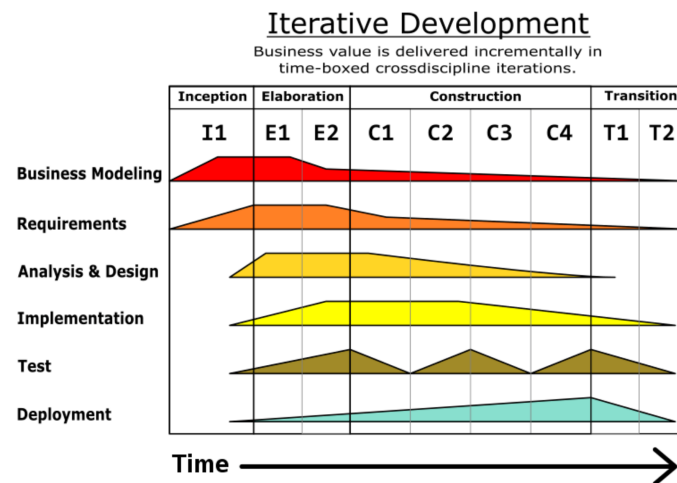 Iterative Development
Business value is delivered incrementally in
time-boxed crossdiscipline iterations.
Inception Elaboration Construction Transition
I1 E1 E2 C1 C2 C3 C4 T1 T2
Business Modeling
Requirements
Analysis & Design
Implementation
Test
Deployment
Time